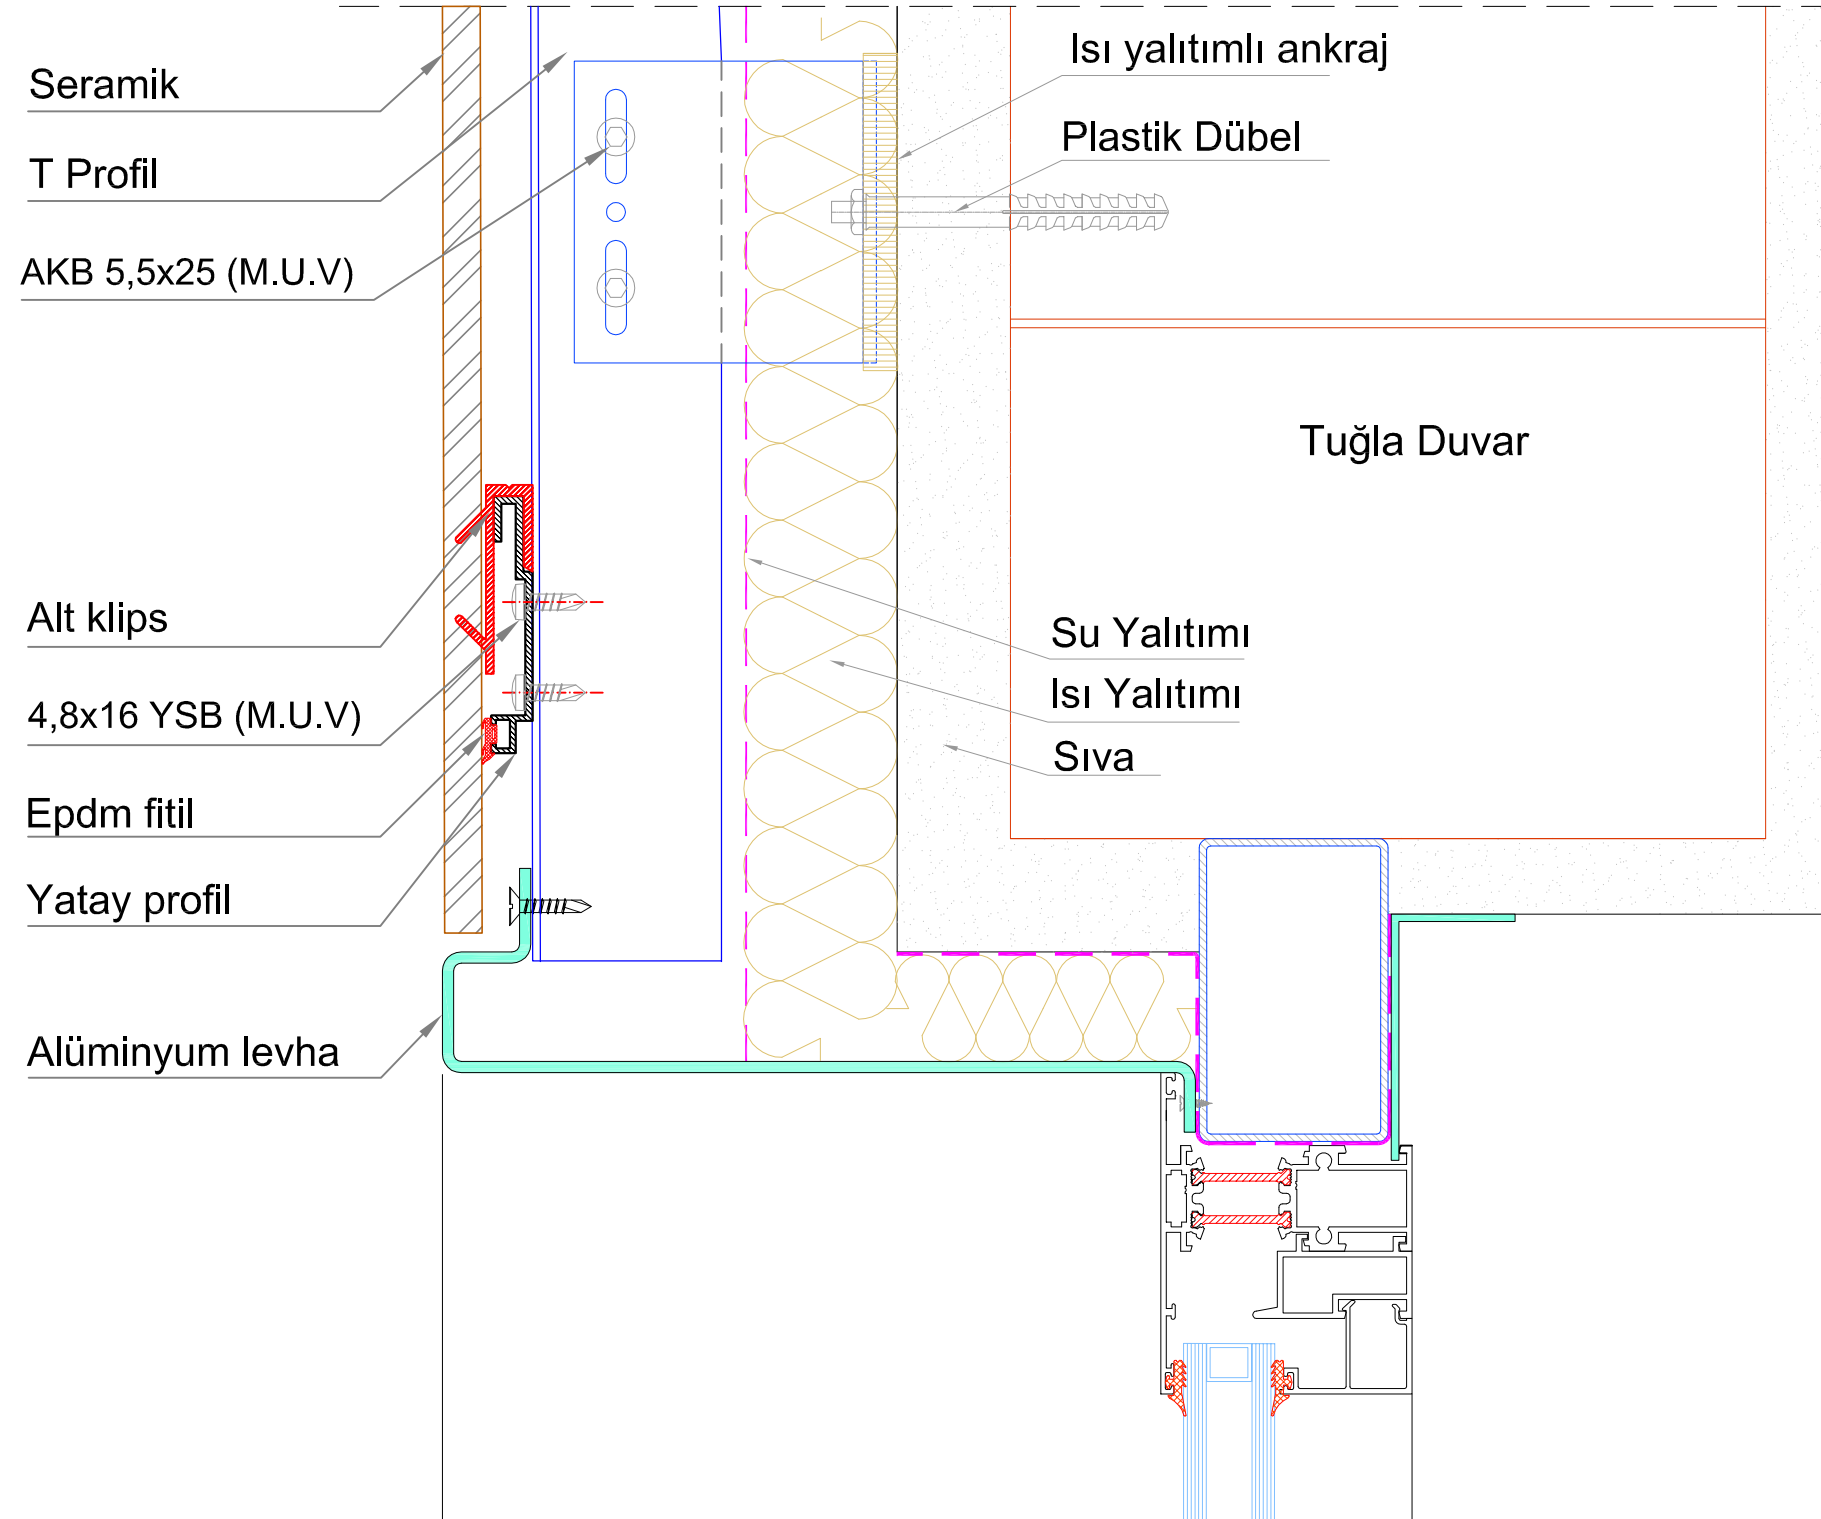 Seramik
T Profil
AKB 5,5x25 (M.U.V)
Isı yalıtımlı ankraj
Plastik Dübel
Tuğla Duvar
Alt klips
4,8x16 YSB (M.U.V)
Epdm fitil
Yatay profil
Alüminyum levha
Su Yalıtımı
Isı Yalıtımı
Sıva